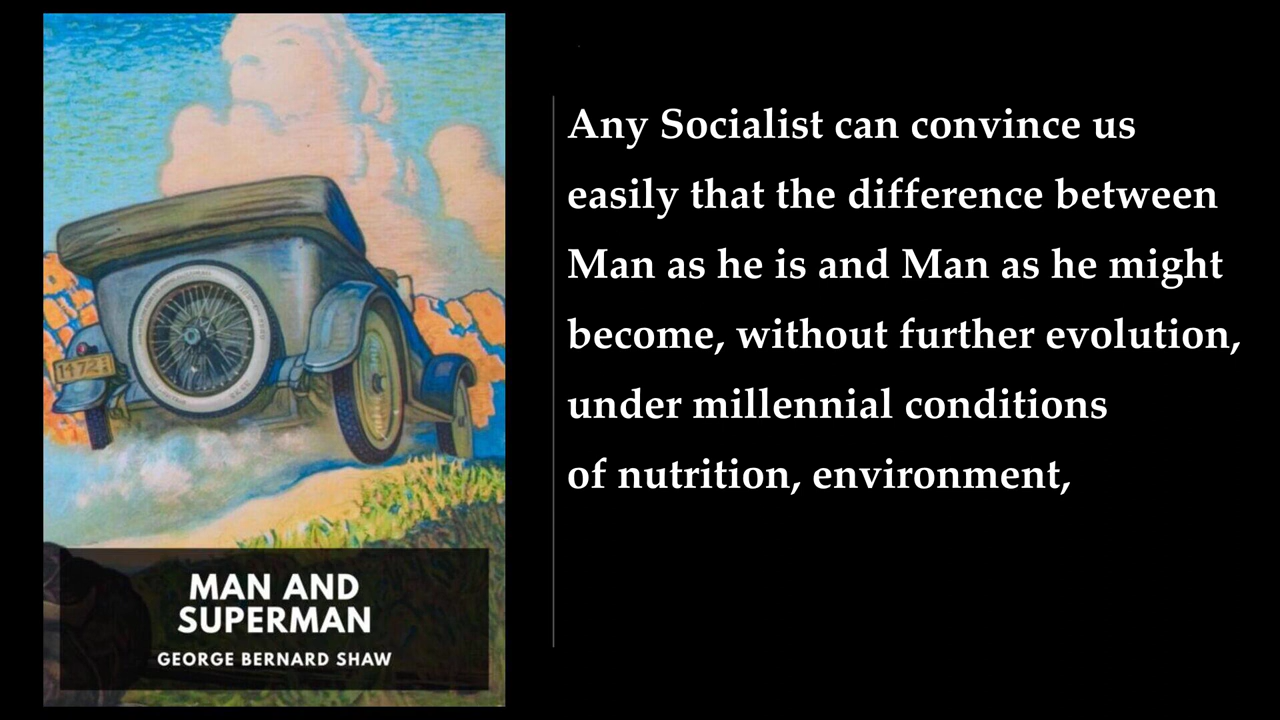 Any Socialist can convince us
easily that the difference between
Man as he is and Man as he might
become, without further evolution,
under millennial conditions
of nutrition, environment,
1472
MAN AND
SUPERMAN
GEORGE BERNARD SHAW